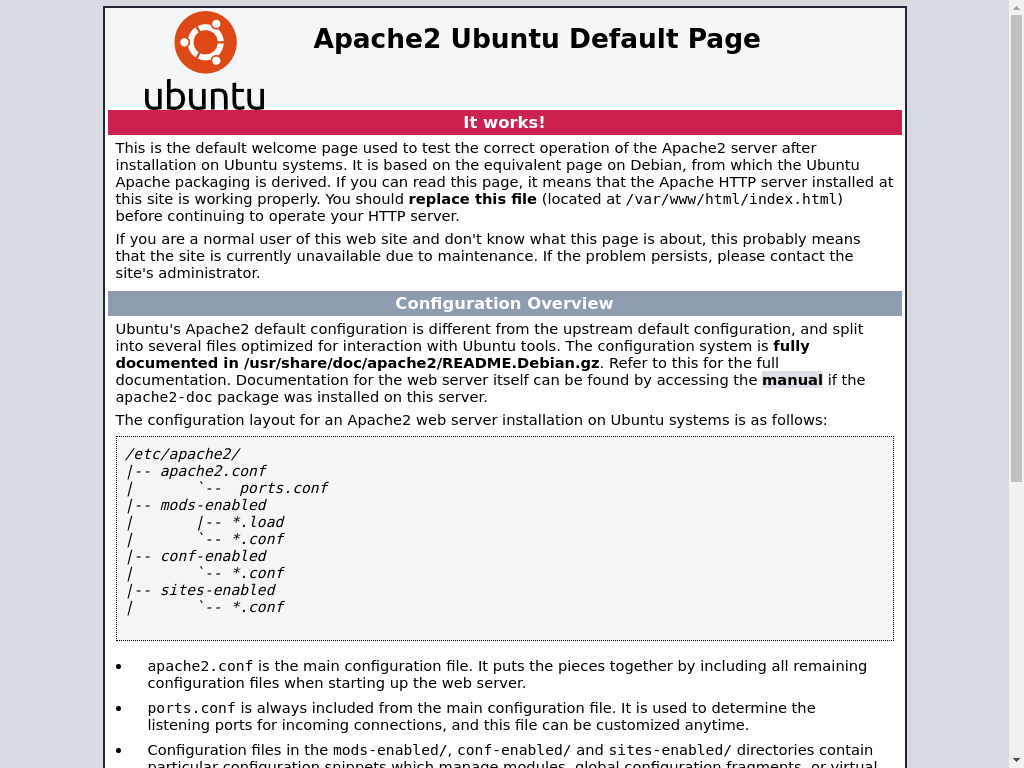 ubuntu
Apache2 Ubuntu Default Page
It works!
This is the default welcome page used to test the correct operation of the Apache2 server after
installation on Ubuntu systems. It is based on the equivalent page on Debian, from which the Ubuntu
Apache packaging is derived. If you can read this page, it means that the Apache HTTP server installed at
this site is working properly. You should replace this file (located at /var/www/html/index.html)
before continuing to operate your HTTP server.
If you are a normal user of this web site and don't know what this page is about, this probably means
that the site is currently unavailable due to maintenance. If the problem persists, please contact the
site's administrator.
Configuration Overview
Ubuntu's Apache2 default configuration is different from the upstream default configuration, and split
into several files optimized for interaction with Ubuntu tools. The configuration system is fully
documented in /usr/share/doc/apache2/README.Debian.gz. Refer to this for the full
documentation. Documentation for the web server itself can be found by accessing the manual if the
apache2-doc package was installed on this server.
The configuration layout for an Apache2 web server installation on Ubuntu systems is as follows:
/etc/apache2/
|-- apache2.conf
|       `--  ports.conf
|-- mods-enabled
|       |-- *.load
|       `-- *.conf
|-- conf-enabled
|       `-- *.conf
|-- sites-enabled
|       `-- *.conf
• apache2.conf is the main configuration file. It puts the pieces together by including all remaining
configuration files when starting up the web server.
• ports.conf is always included from the main configuration file. It is used to determine the
listening ports for incoming connections, and this file can be customized anytime.
• Configuration files in the mods-enabled/, conf-enabled/ and sites-enabled/ directories contain
particular configuration snippets which manage modules, global configuration fragments, or virtual